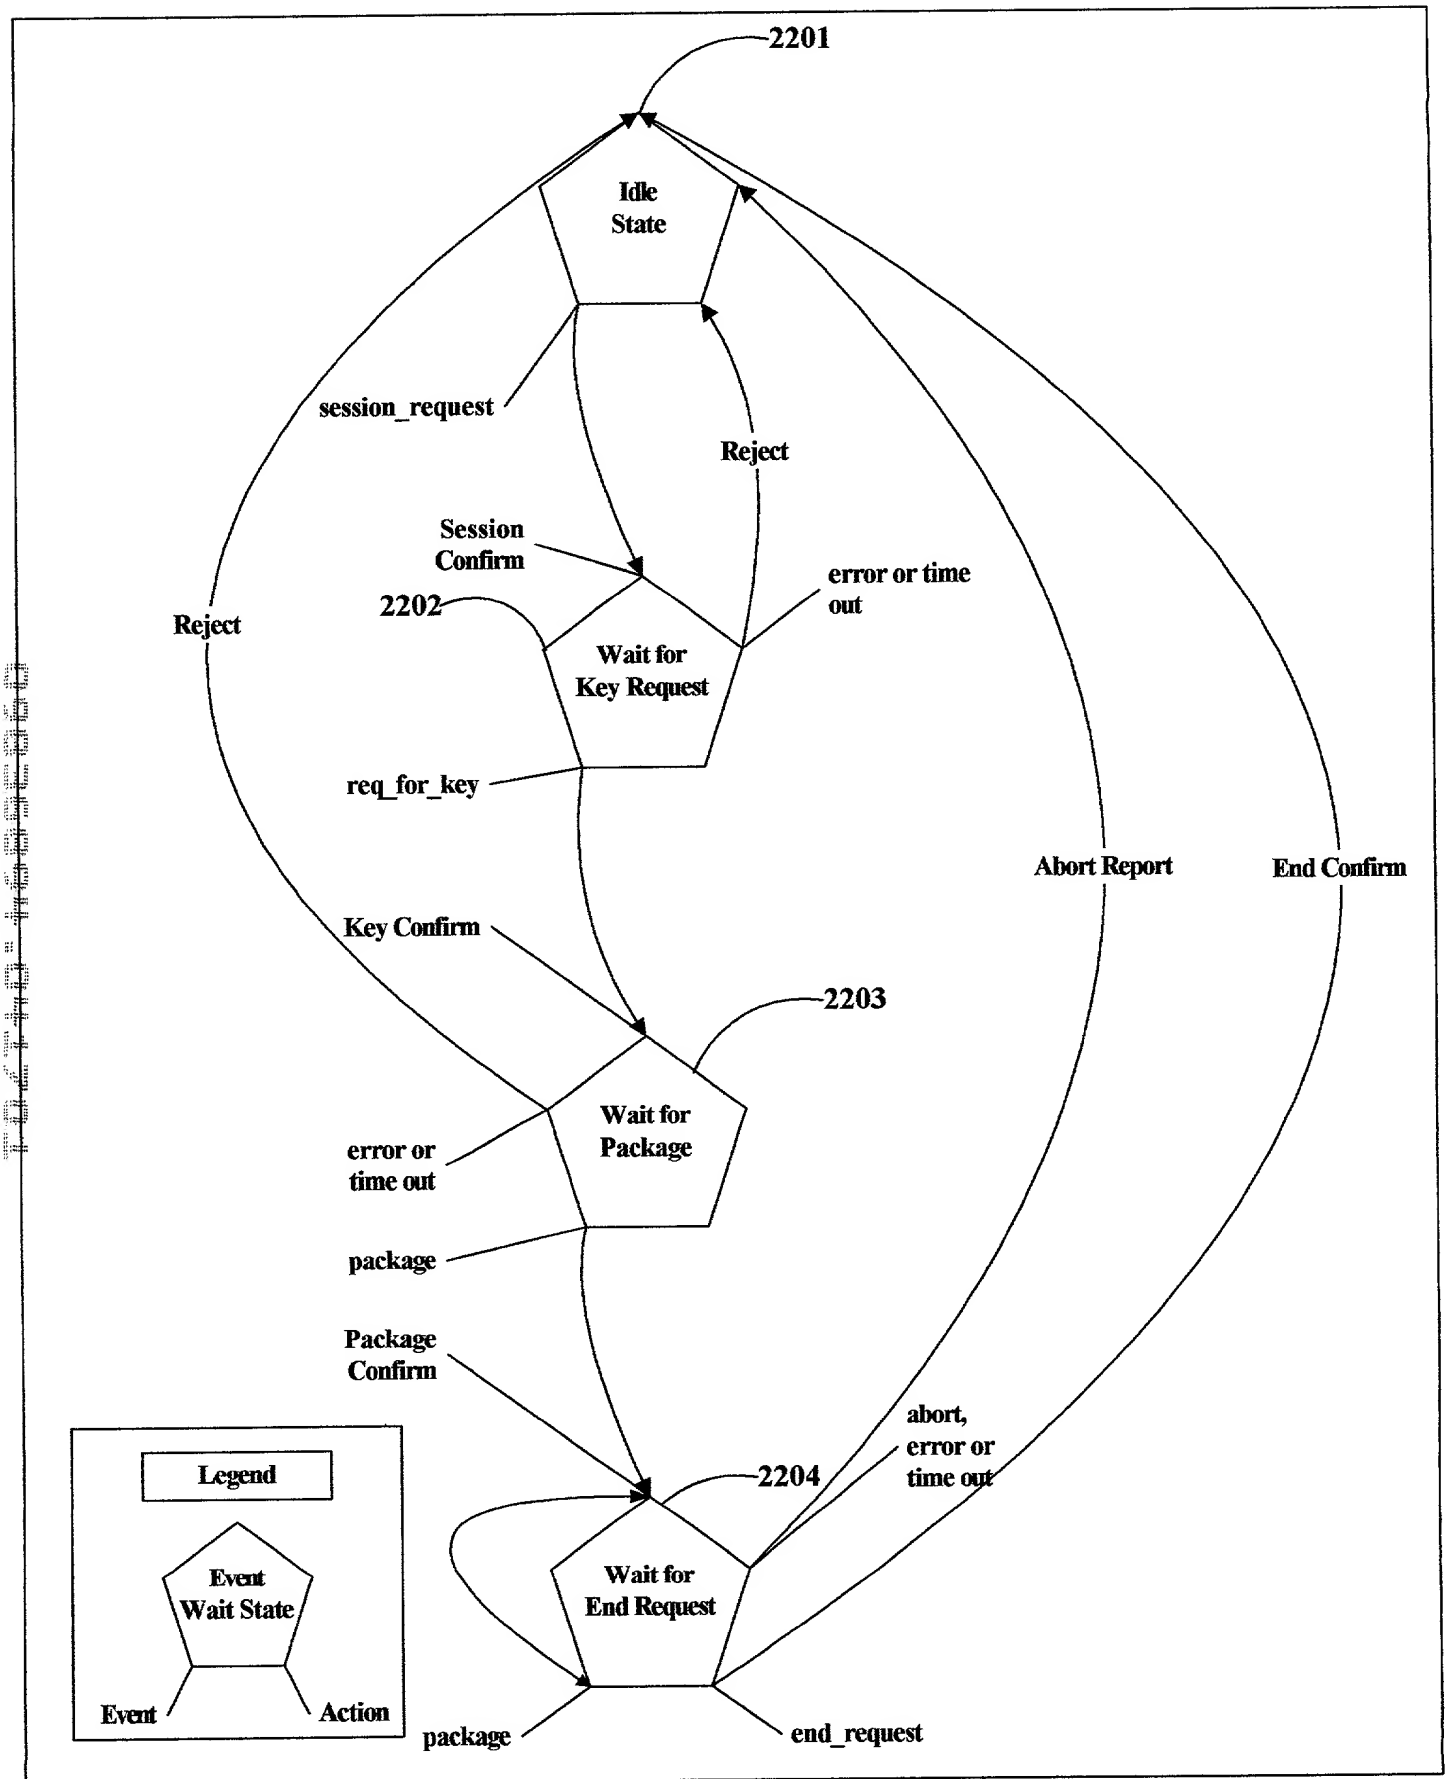 2201
Idle
State
session_request
Reject
Session
Confirm
error or time
out
2202
Reject
Wait for
Key Request
req_for_key
Abort Report
End Confirm
Key Confirm
2203
Wait for
Package
error or
time out
package
Package
Confirm
abort,
error or
time out
2204
Legend
Event
Wait State
Event
Action
Wait for
End Request
package
end_request